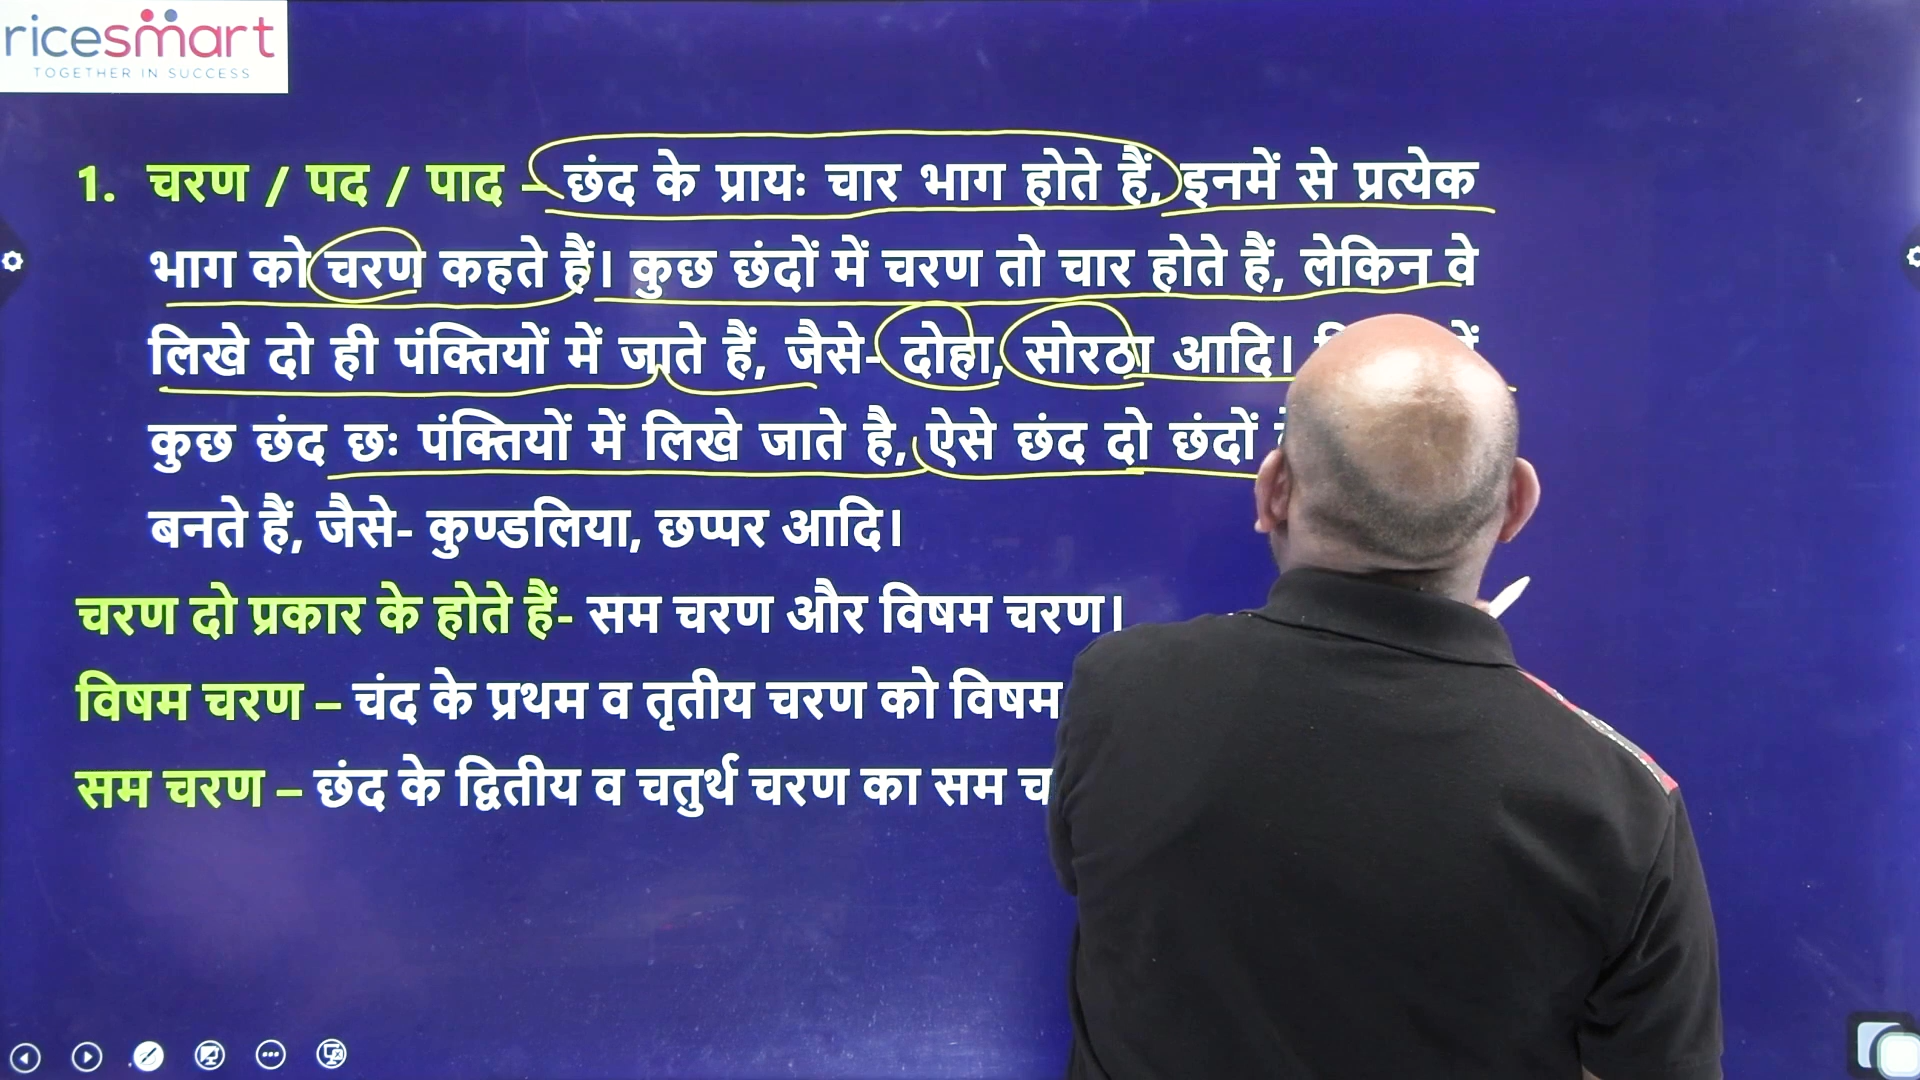 ricesmart
TOGETHER IN SUCCESS
1. चरण / पद / पाद – छंद के प्रायः चार भाग होते हैं, इनमें से प्रत्येक
भाग को चरण कहते हैं। कुछ छंदों में चरण तो चार होते हैं, लेकिन वे
लिखे दो ही पंक्तियों में जाते हैं, जैसे- दोहा, सोरठा आदि।
कुछ छंद छः पंक्तियों में लिखे जाते है, ऐसे छंद दो छंदों
बनते हैं, जैसे- कुण्डलिया, छप्पर आदि।
चरण दो प्रकार के होते हैं- सम चरण और विषम चरण।
विषम चरण – चंद के प्रथम व तृतीय चरण को विषम
सम चरण – छंद के द्वितीय व चतुर्थ चरण का सम च